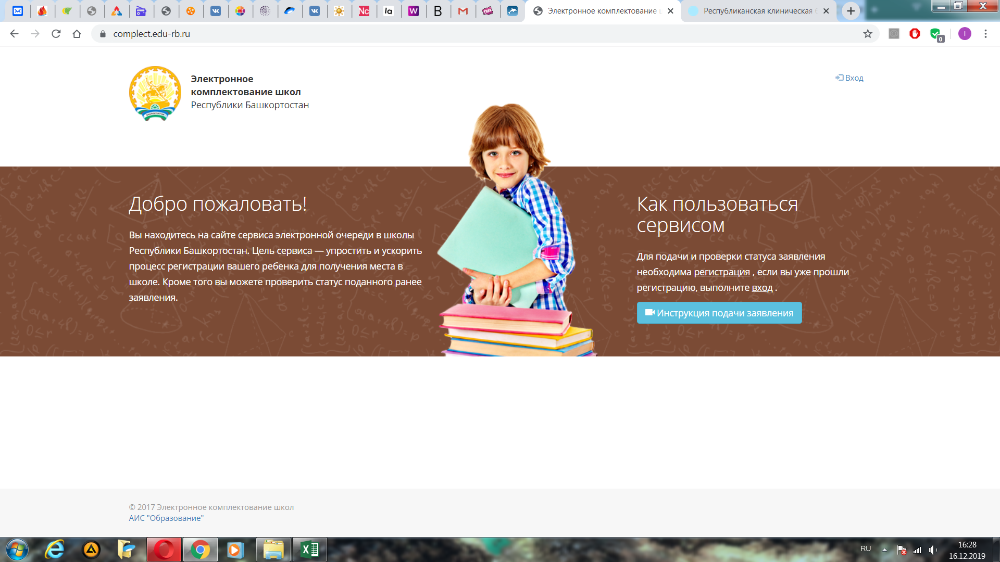 Nc
la
W
B
Электронное комплектование
Республиканская клиническая
complect.edu-rb.ru
0
I
Электронное
комплектование школ
Республики Башкортостан
Вход
Добро пожаловать!
Вы находитесь на сайте сервиса электронной очереди в школы
Республики Башкортостан. Цель сервиса — упростить и ускорить
процесс регистрации вашего ребенка для получения места в
школе. Кроме того вы можете проверить статус поданного ранее
заявления.
Как пользоваться
сервисом
Для подачи и проверки статуса заявления
необходима регистрация , если вы уже прошли
регистрацию, выполните вход .
Инструкция подачи заявления
© 2017 Электронное комплектование школ
АИС "Образование"
RU
16:28
16.12.2019